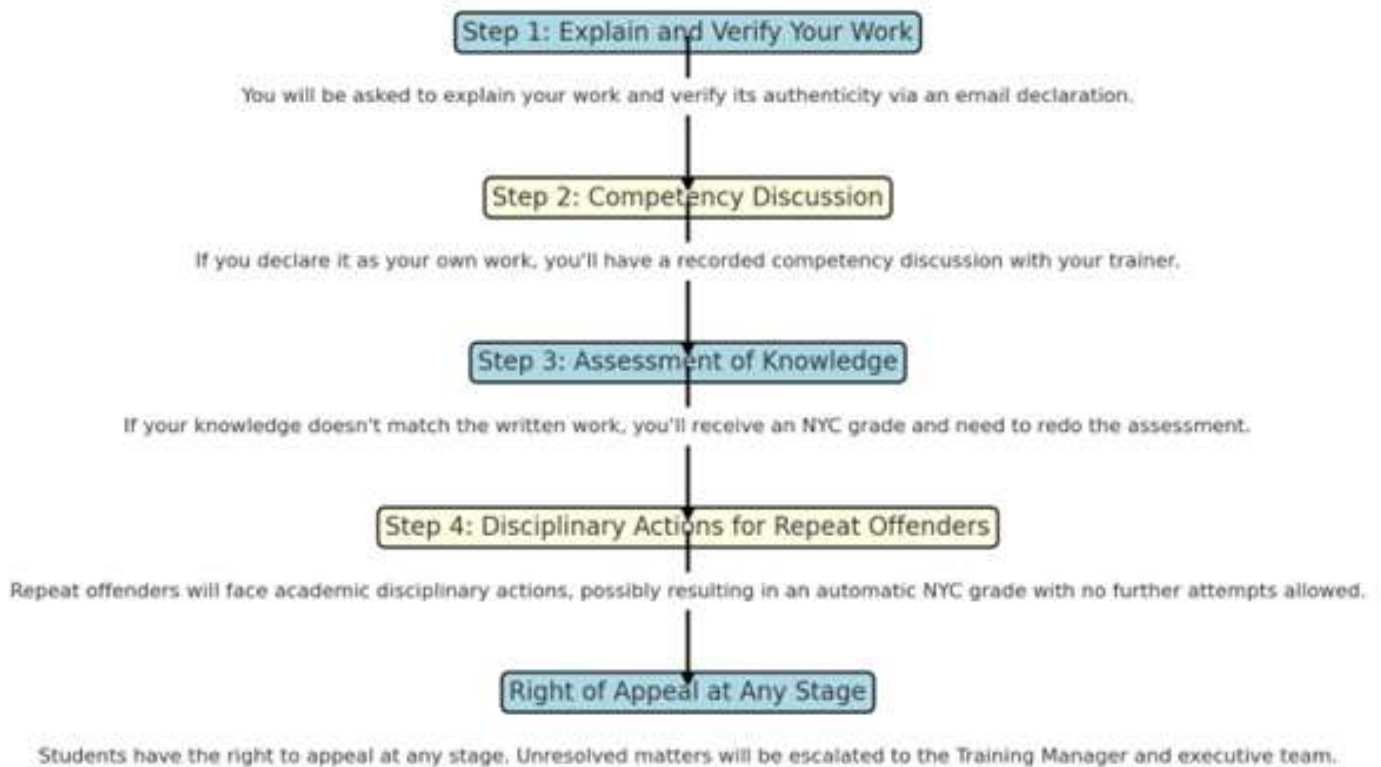 Step 1: Explain and Verify Your Work
You will be asked to explain your work and verify its authenticity via an email declaration.
Step 2: Competency Discussion
If you declare it as your own work, you'll have a recorded competency discussion with your trainer.
Step 3: Assessment of Knowledge
If your knowledge doesn't match the written work, you'll receive an NYC grade and need to redo the assessment.
Step 4: Disciplinary Actions for Repeat Offenders
Repeat offenders will face academic disciplinary actions, possibly resulting in an automatic NYC grade with no further attempts allowed.
Right of Appeal at Any Stage
Students have the right to appeal at any stage. Unresolved matters will be escalated to the Training Manager and executive team.